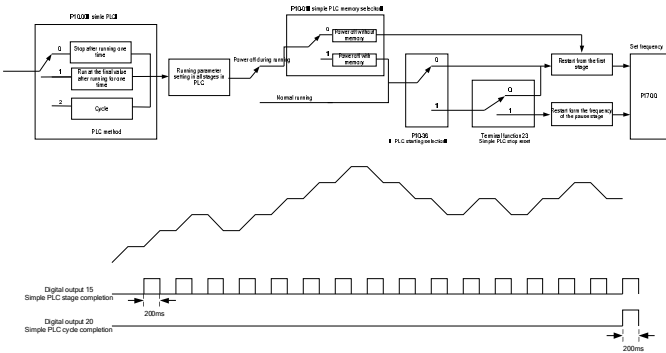 P10.00 simle PLC
0
Stop after running one
time
1
Run at the final value
after running for one
time
2
Cycle
PLC method
Running parameter
setting in all stages in
PLC
Power off during running
P10.01 simple PLC memory selection
0
Power off without
memory
1
Power off with
memory
Normal running
0
1
P10.36
PLC starting selection
0
1
Terminal function 23
Simple PLC stop reset
Restart from the first
stage
Restart form the frequency
of the pause stage
Set frequency
P17.00
Digital output 15
Simple PLC stage completion
200ms
Digital output 20
Simple PLC cycle completion
200ms